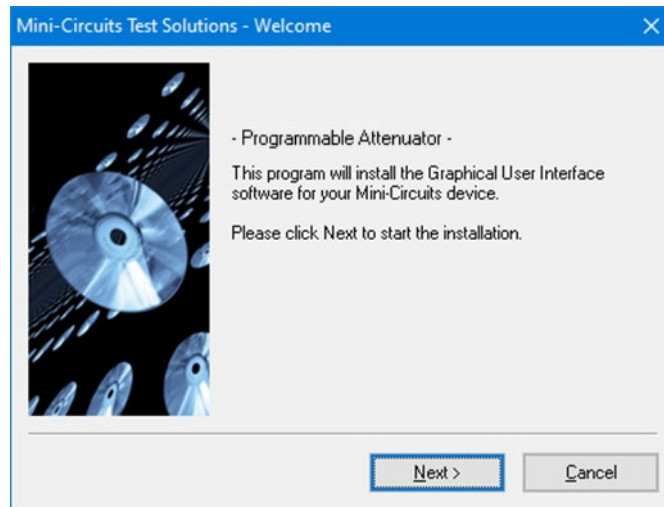 Mini-Circuits Test Solutions - Welcome
- Programmable Attenuator -
This program will install the Graphical User Interface
software for your Mini-Circuits device.
Please click Next to start the installation.
Next >
Cancel